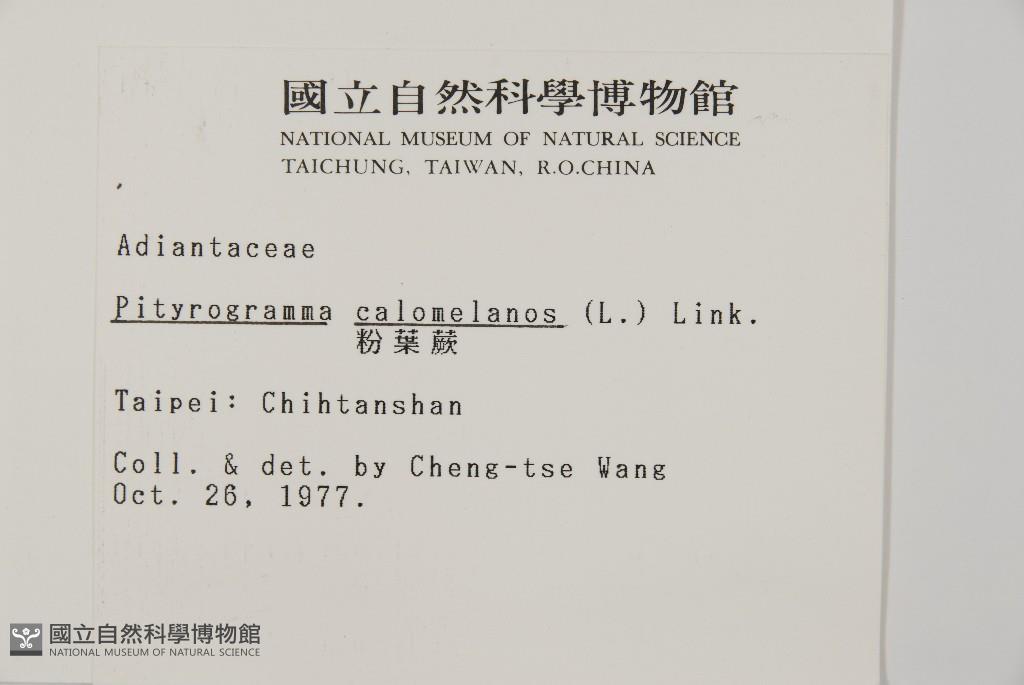 國立自然科學博物館
NATIONAL MUSEUM OF NATURAL SCIENCE
TAICHUNG, TAIWAN, R.O.CHINA
Adiantaceae
Pityrogramma calomelanos (L.) Link.
粉葉蕨
Taipei: Chihtanshan
Coll. & det. by Cheng-tse Wang
Oct. 26, 1977.
國立自然科學博物館
NATIONAL MUSEUM OF NATURAL SCIENCE